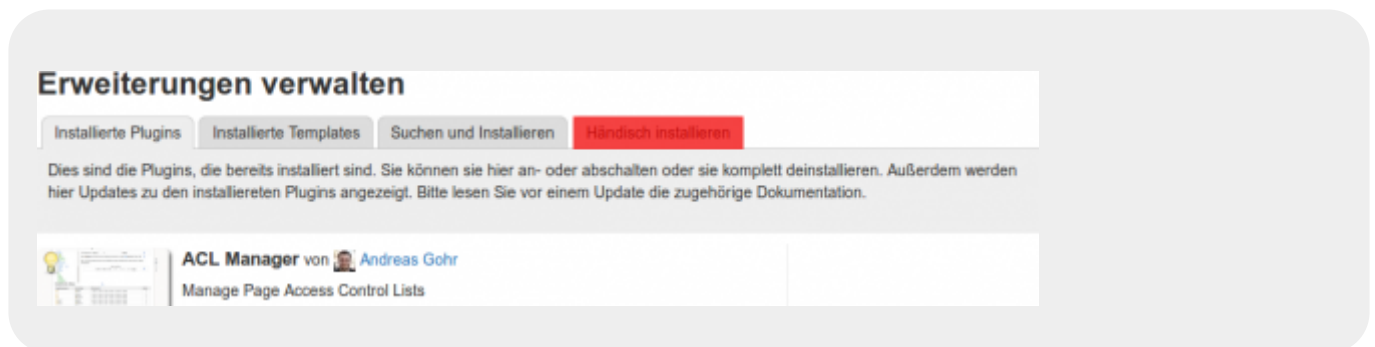 Erweiterungen verwalten
Installierte Plugins Installierte Templates Suchen und Installieren Händisch installieren
Dies sind die Plugins, die bereits installiert sind. Sie können sie hier an- oder abschalten oder sie komplett deinstallieren. Außerdem werden
hier Updates zu den installiereten Plugins angezeigt. Bitte lesen Sie vor einem Update die zugehörige Dokumentation.
ACL Manager von Andreas Gohr
Manage Page Access Control Lists